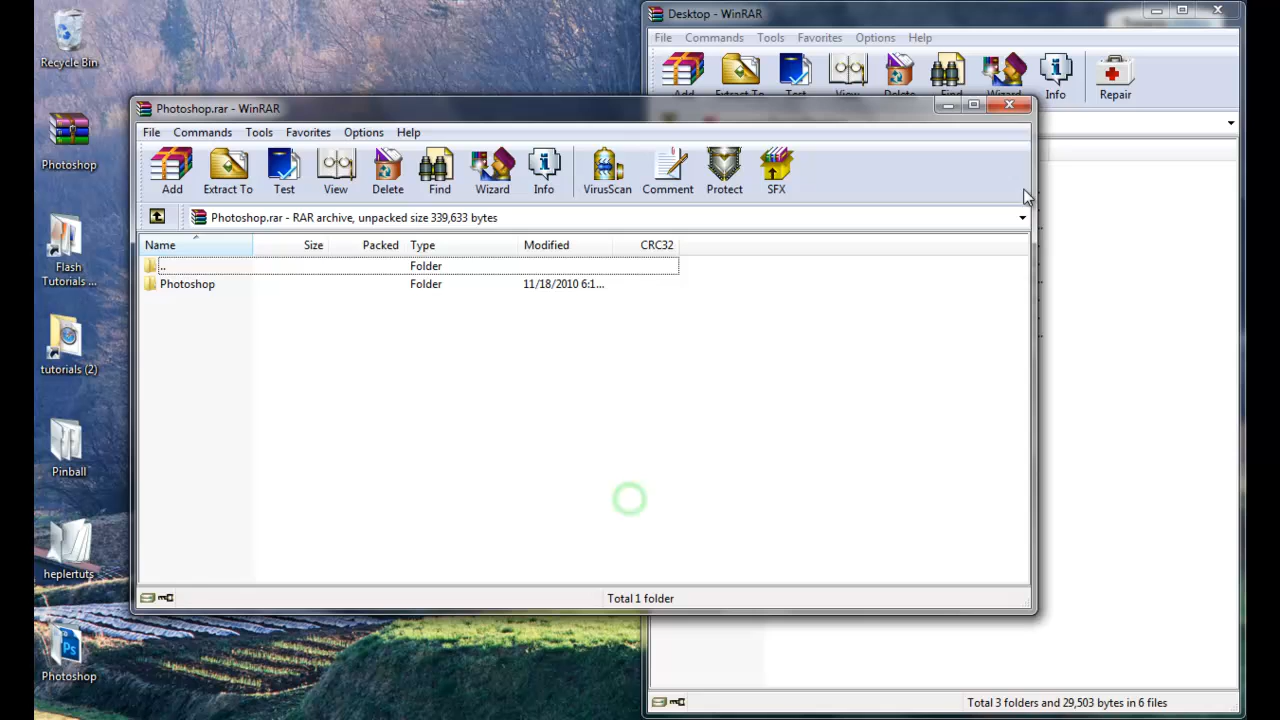 Recycle Bin
Photoshop
Flash
Tutorials ...
tutorials (2)
Pinball
heplertuts
Photoshop
Desktop - WinRAR
File Commands Tools Favorites Options Help
Info
Repair
Photoshop.rar - WinRAR
File Commands Tools Favorites Options Help
Add Extract To Test View Delete Find Wizard Info VirusScan Comment Protect SFX
Photoshop.rar - RAR archive, unpacked size 339,633 bytes
Name Size Packed Type Modified CRC32
.. Folder
Photoshop Folder 11/18/2010 6:1...
Total 1 folder
Total 3 folders and 29,503 bytes in 6 files